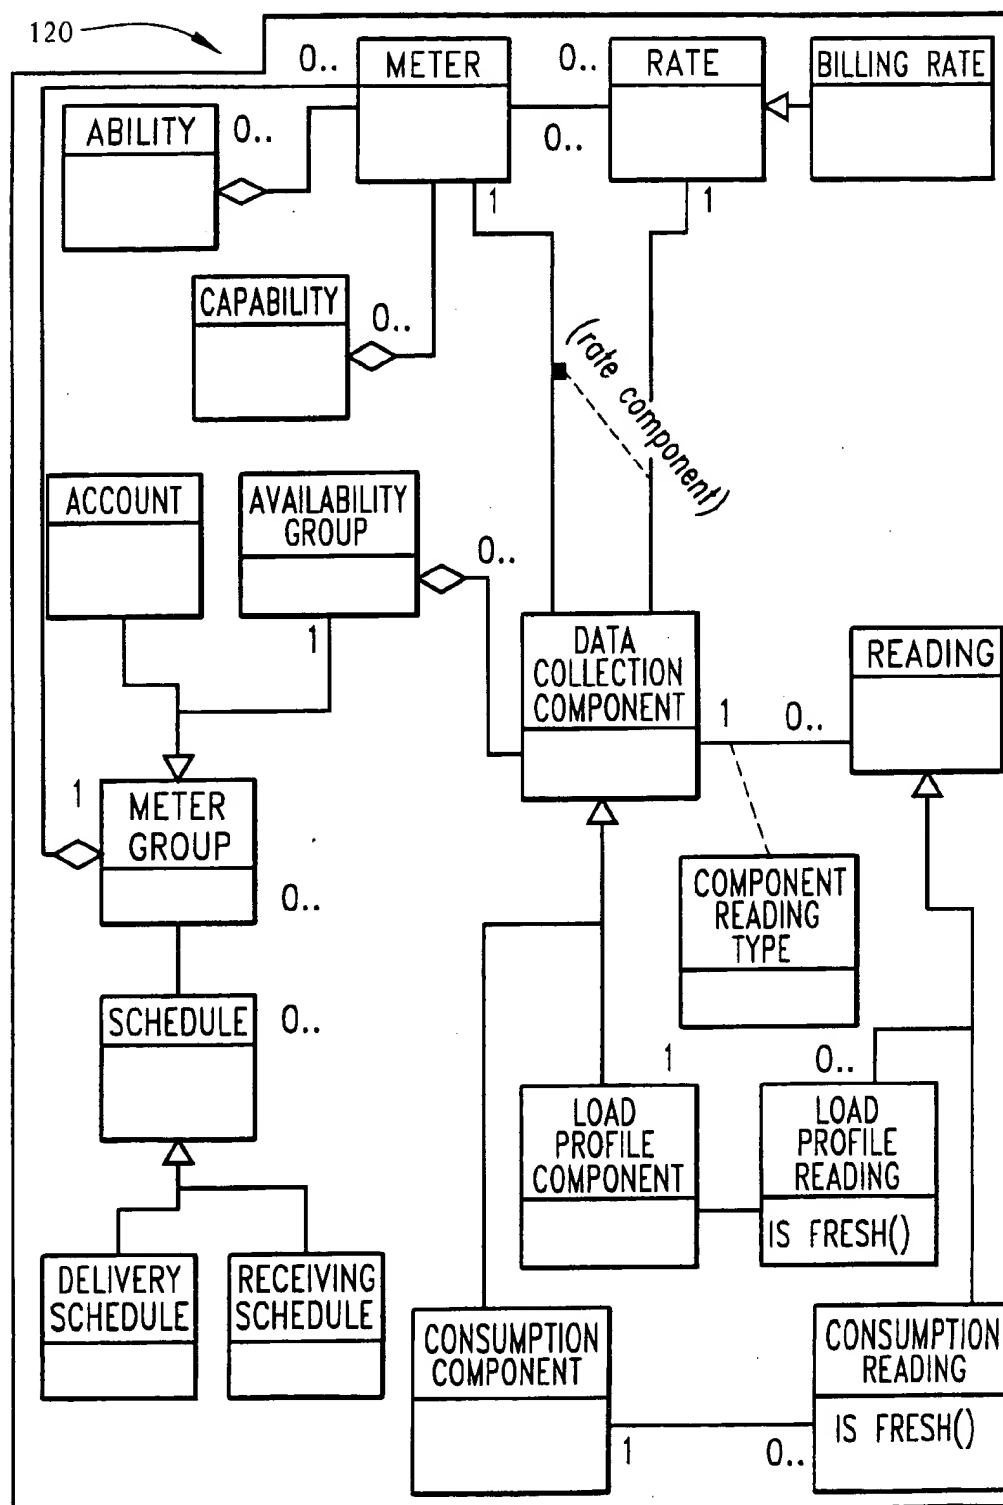 120
0..
METER
0..
RATE
BILLING RATE
ABILITY
0..
0..
1
1
CAPABILITY
0..
(rate component)
ACCOUNT
AVAILABILITY
GROUP
0..
1
DATA
COLLECTION
COMPONENT
READING
1
0..
1
METER
GROUP
0..
COMPONENT
READING
TYPE
SCHEDULE
0..
1
0..
LOAD
PROFILE
COMPONENT
LOAD
PROFILE
READING
IS FRESH()
DELIVERY
SCHEDULE
RECEIVING
SCHEDULE
CONSUMPTION
COMPONENT
CONSUMPTION
READING
IS FRESH()
1
0..